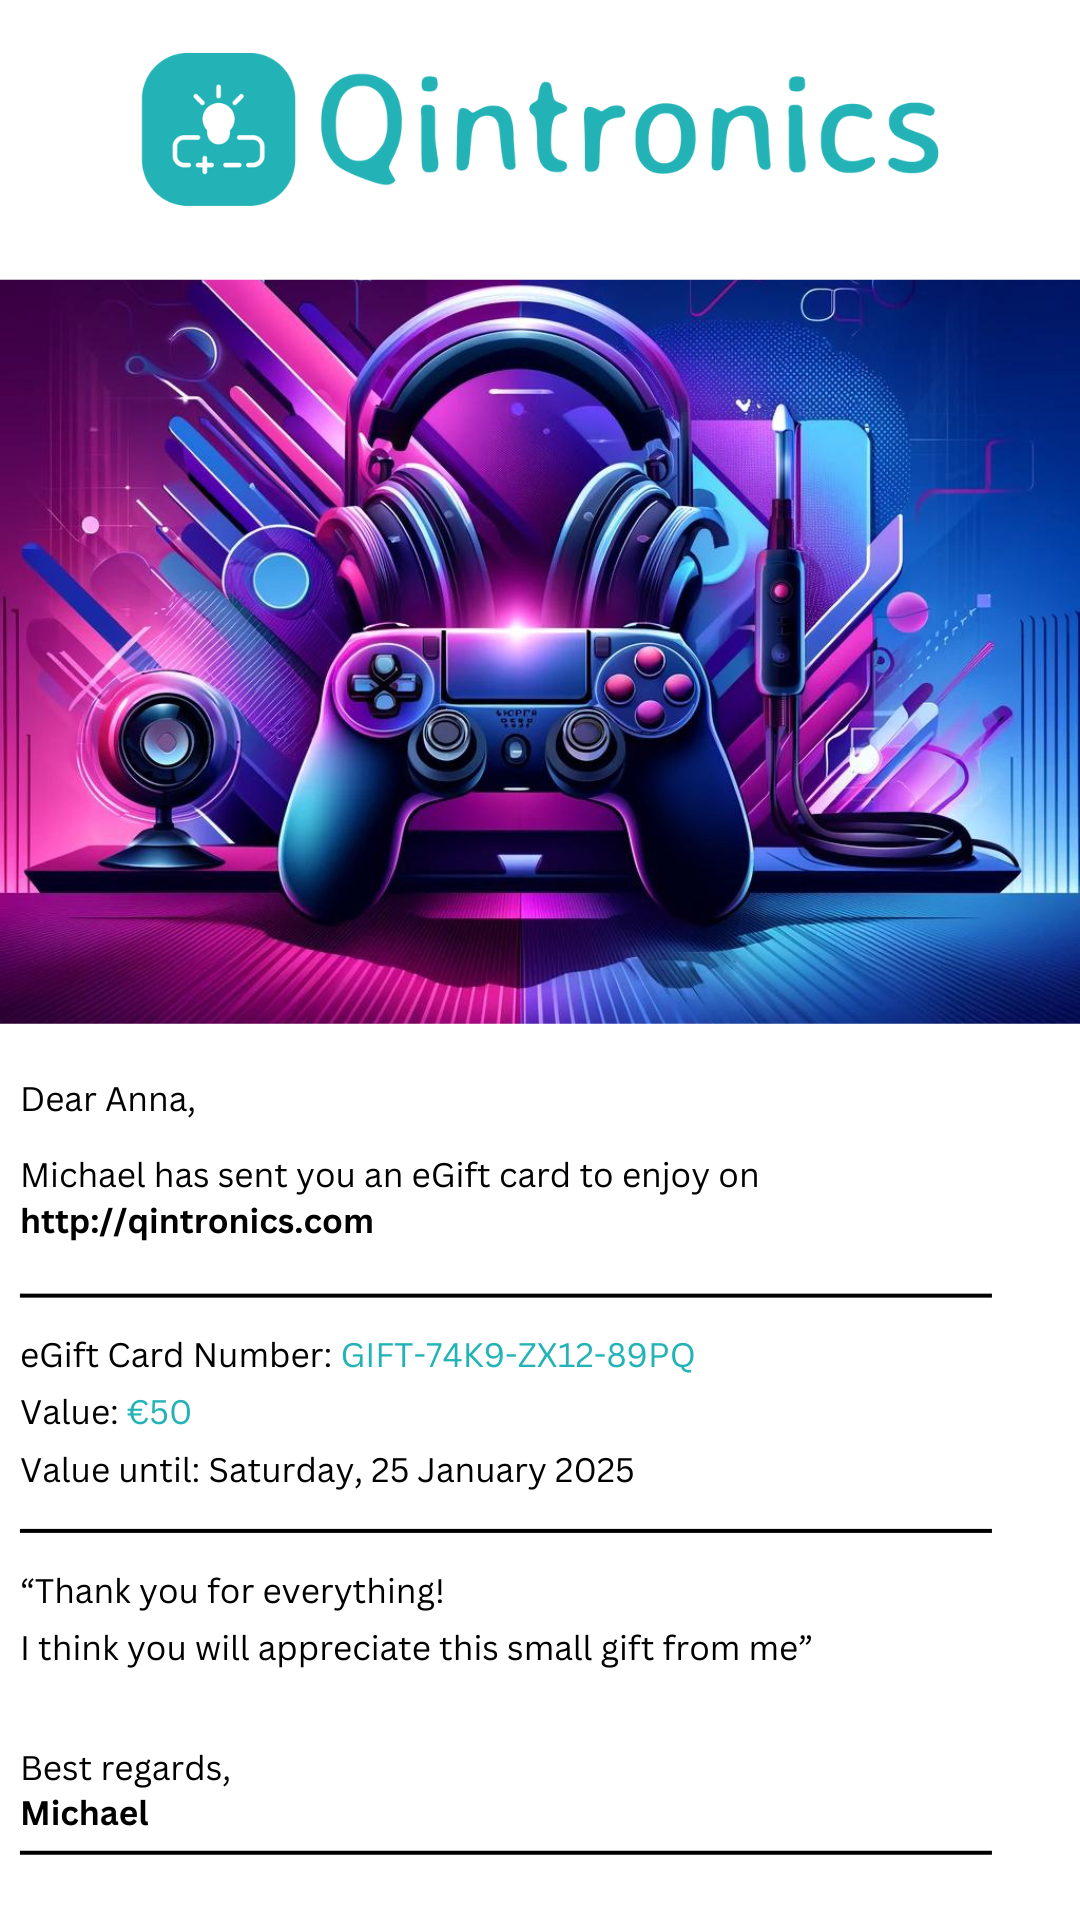 Qintronics
Dear Anna,
Michael has sent you an eGift card to enjoy on
http://qintronics.com
eGift Card Number: GIFT-74K9-ZX12-89PQ
Value: €50
Value until: Saturday, 25 January 2025
“Thank you for everything!
I think you will appreciate this small gift from me”
Best regards,
Michael